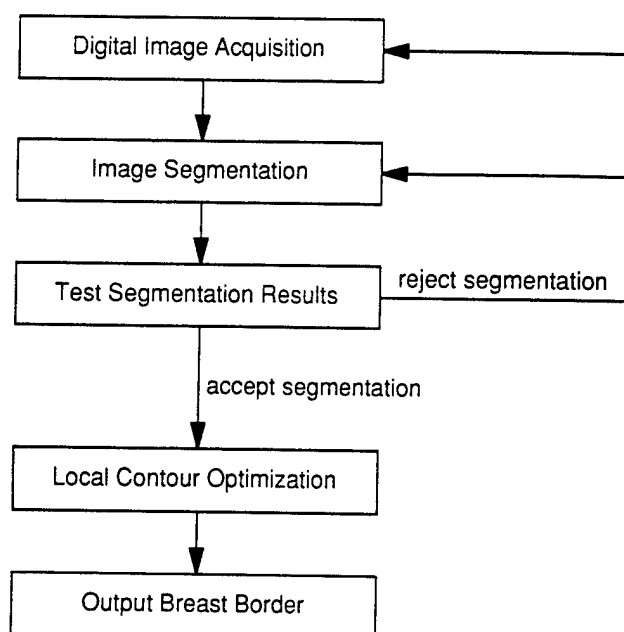 Digital Image Acquisition
Image Segmentation
Test Segmentation Results
reject segmentation
accept segmentation
Local Contour Optimization
Output Breast Border